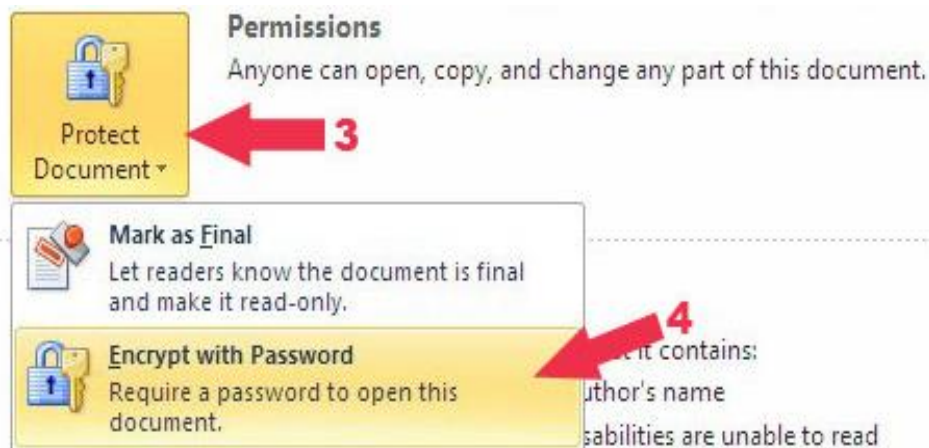 Permissions
Anyone can open, copy, and change any part of this document.
Protect
Document
3
Mark as Final
Let readers know the document is final
and make it read-only.
4
Encrypt with Password
Require a password to open this
document.
it contains:
name
are unable to read